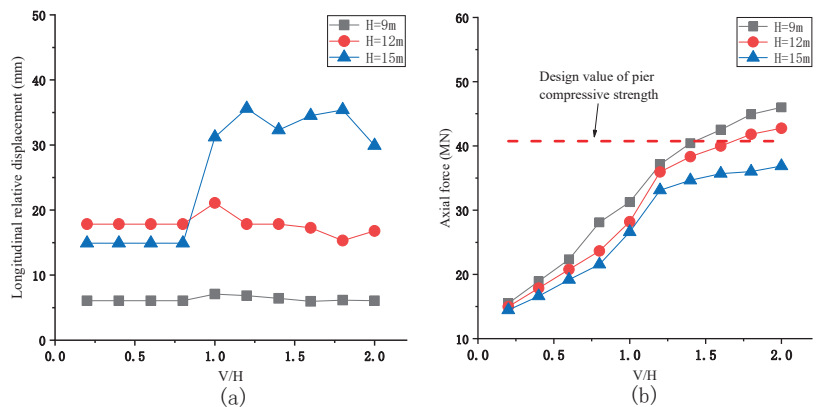 50
40
30
20
10
0
0.0
0.5
1.0
1.5
2.0
Longitudinal relative displacement (mm)
V/H
H=9m
H=12m
H=15m
(a)
60
50
40
30
20
10
0.0
0.5
1.0
1.5
2.0
Axial force (MN)
V/H
H=9m
H=12m
H=15m
Design value of pier
compressive strength
(b)